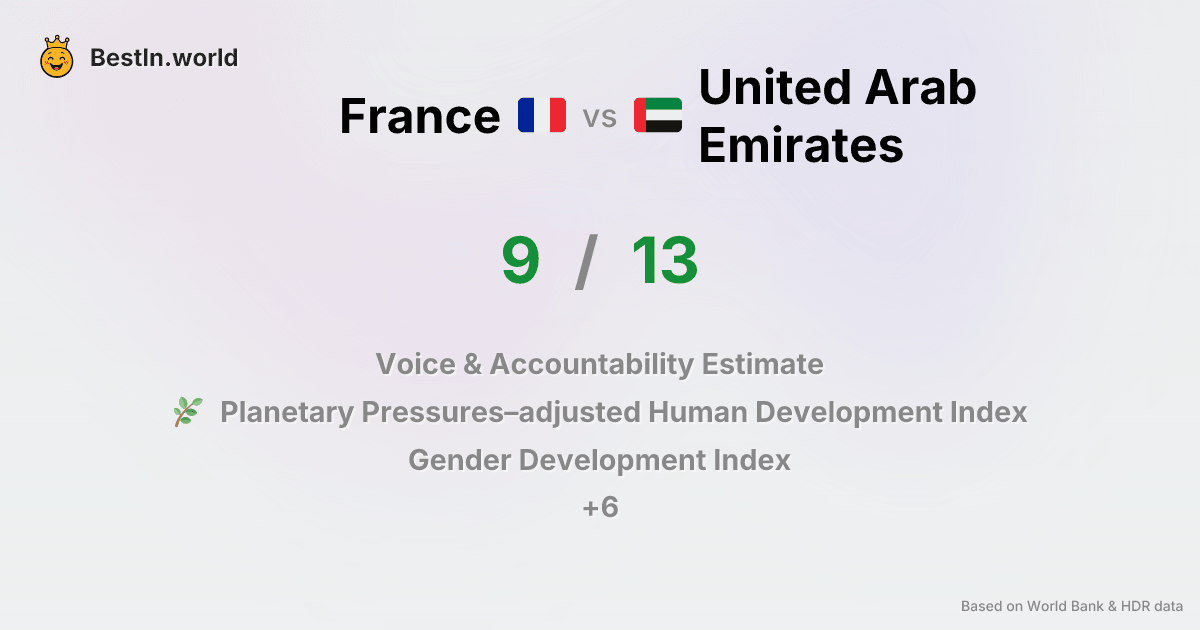 BestIn.world
France vs United Arab
Emirates
9 / 13
Voice & Accountability Estimate
Planetary Pressures–adjusted Human Development Index
Gender Development Index
+6
Based on World Bank & HDR data